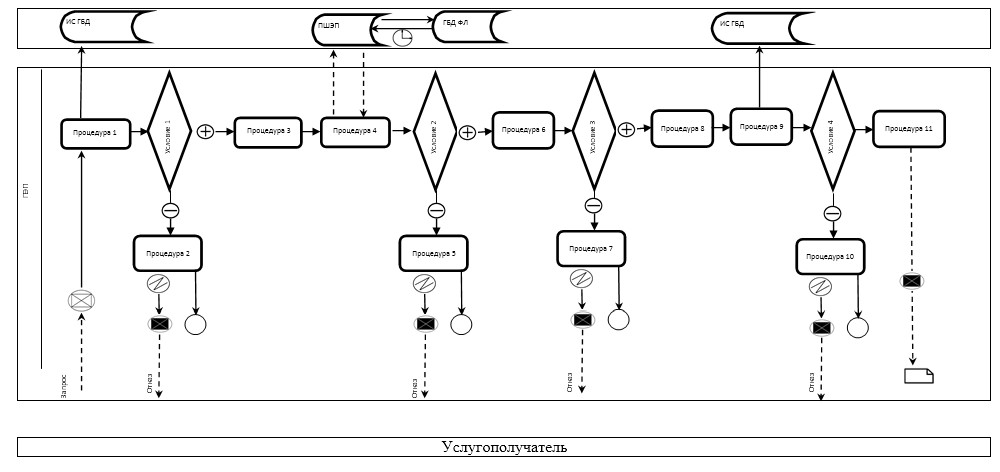 ИС ГБД
ПШЭП
ГБД ФЛ
ИС ГБД
ПЭП
Процедура 1
Условие 1
Процедура 3
Процедура 4
Условие 2
Процедура 6
Условие 3
Процедура 8
Процедура 9
Условие 4
Процедура 11
Процедура 2
Процедура 5
Процедура 7
Процедура 10
Запрос
Отказ
Отказ
Отказ
Отказ
Услугополучатель